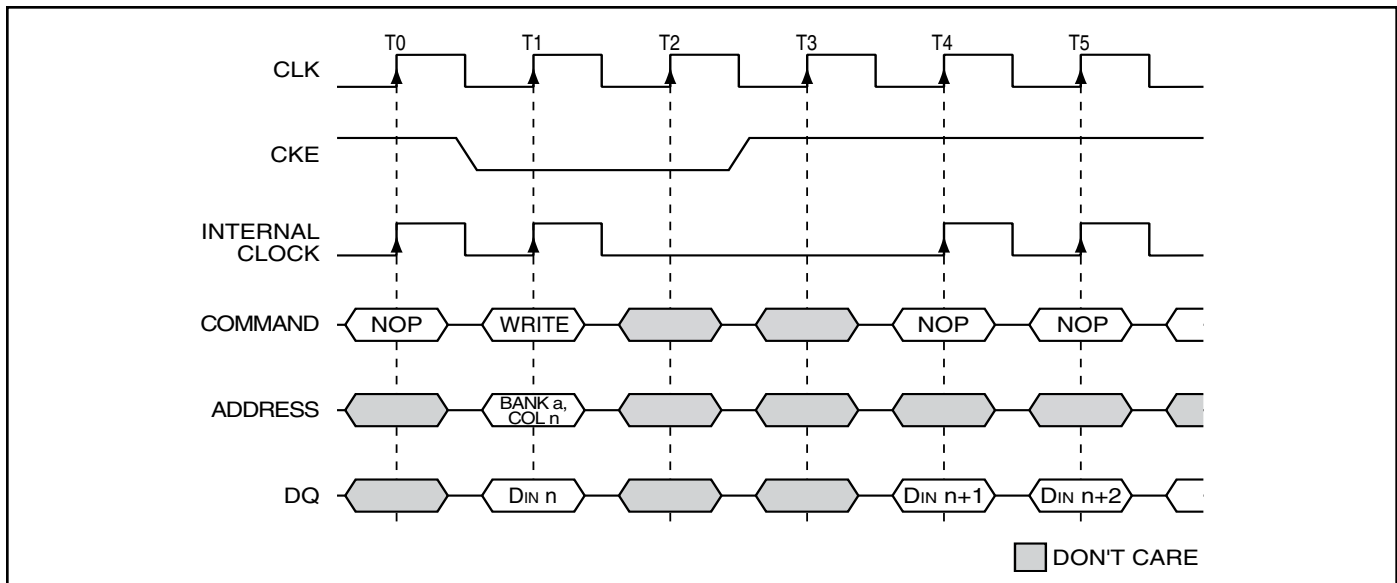 T0 T1 T2 T3 T4 T5
CLK
CKE
INTERNAL
CLOCK
COMMAND NOP WRITE NOP NOP
ADDRESS BANK a,
COL n
DQ DIN n DIN n+1 DIN n+2
DON'T CARE